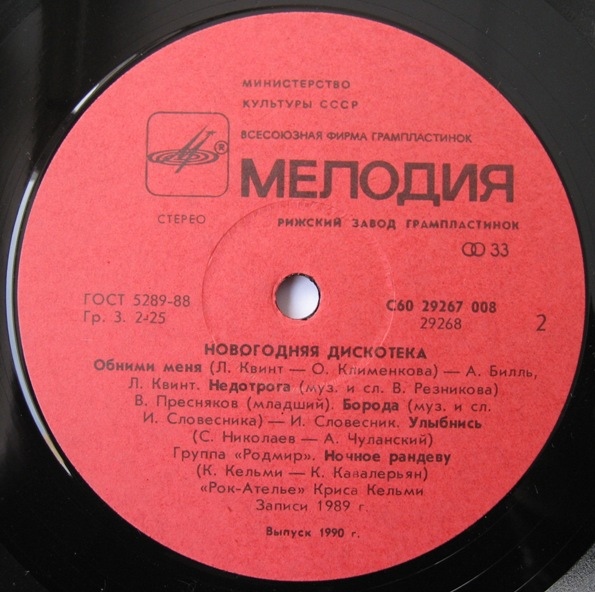 МИНИСТЕРСТВО
КУЛЬТУРЫ СССР
ВСЕСОЮЗНАЯ ФИРМА ГРАМПЛАСТИНОК
®
МЕЛОДИЯ
СТЕРЕО
РИЖСКИЙ ЗАВОД ГРАМПЛАСТИНОК
33
ГОСТ 5289-88
Гр. 3. 2-25
С60 29267 008
29268
2
НОВОГОДНЯЯ ДИСКОТЕКА
Обними меня (Л. Квинт — О. Клименкова) — А. Билль,
Л. Квинт. Недотрога (муз. и сл. В. Резникова)
В. Пресняков (младший). Борода (муз. и сл.
И. Словесника) — И. Словесник. Улыбнись
(С. Николаев — А. Чуланский)
Группа «Родмир». Ночное рандеву
(К. Кельми — К. Кавалерьян)
«Рок-Ателье» Криса Кельми
Записи 1989 г.
Выпуск 1990 г.